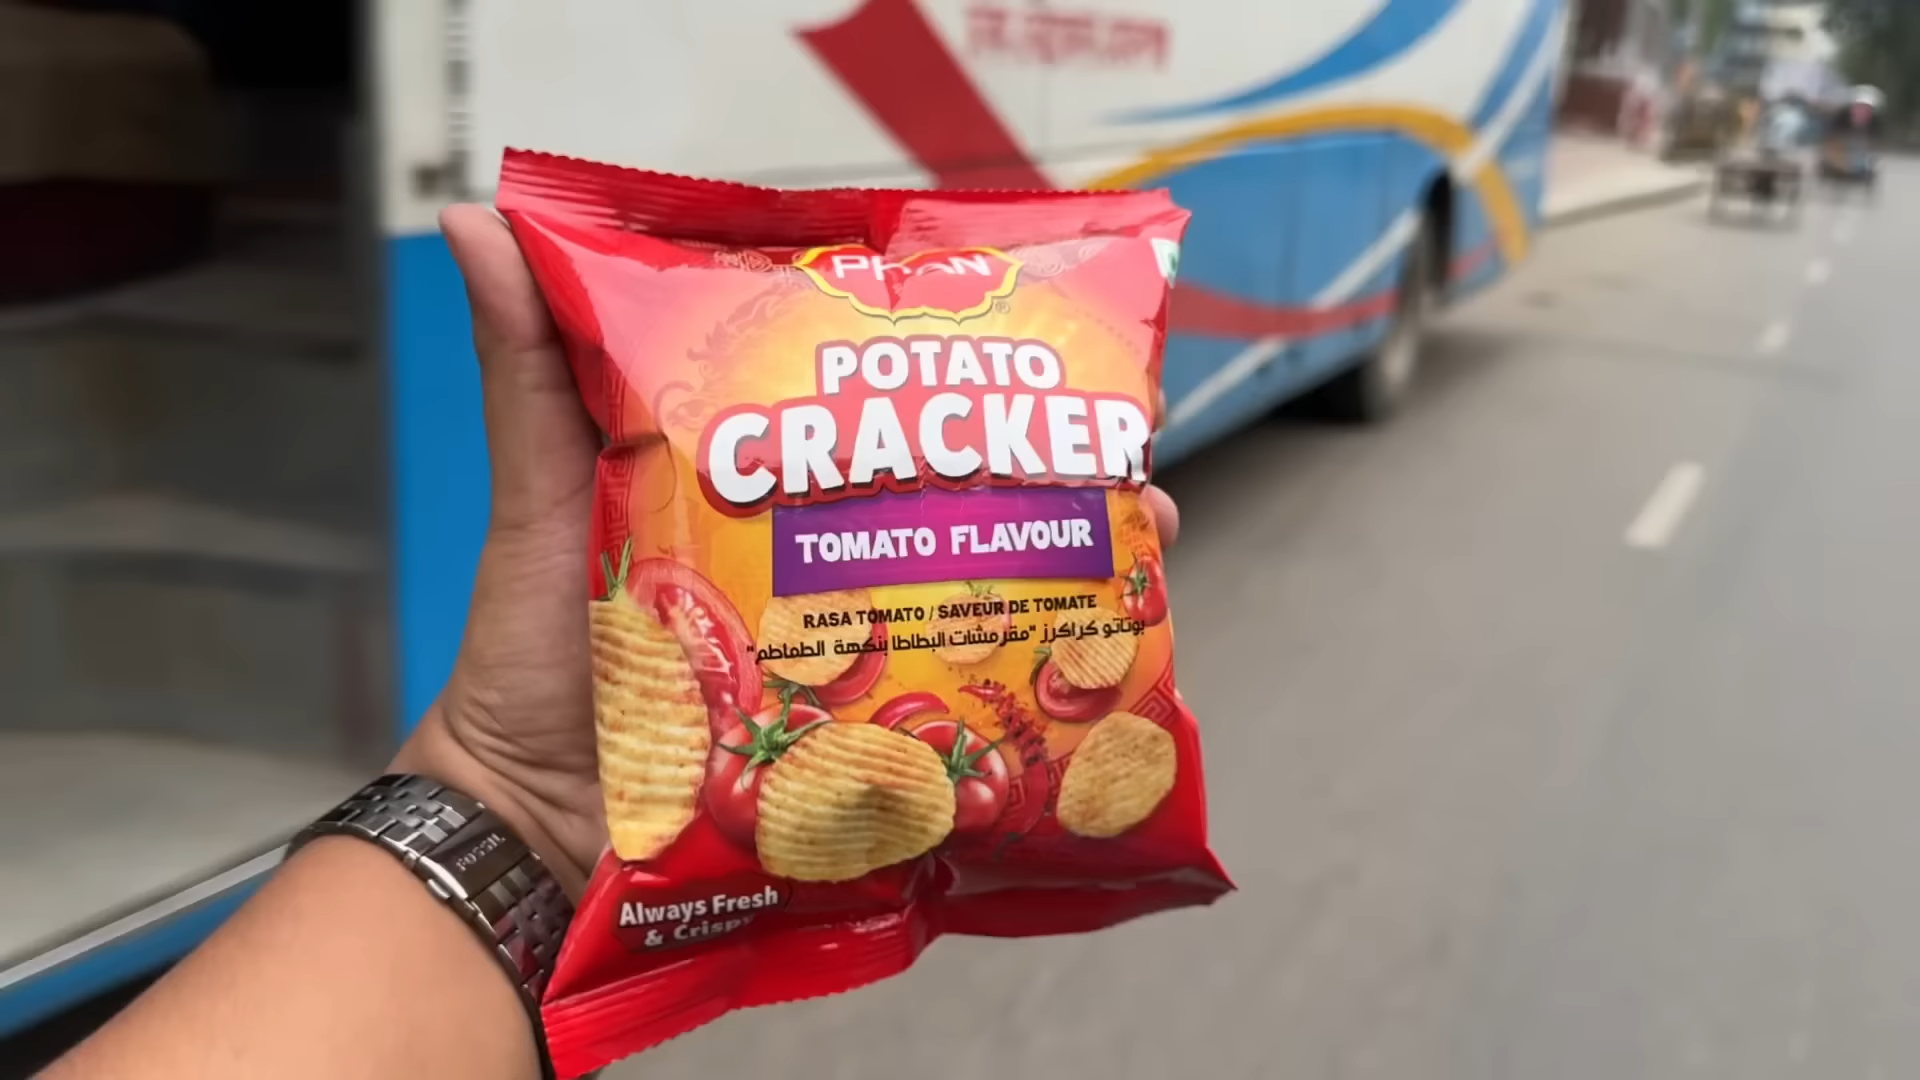 PRAN
POTATO
CRACKER
TOMATO FLAVOUR
RASA TOMATO / SAVEUR DE TOMATE
بوتاتو كراكرز "مقرمشات البطاطا بنكهة الطماطم"
Always Fresh
& Crispy
FOSSIL